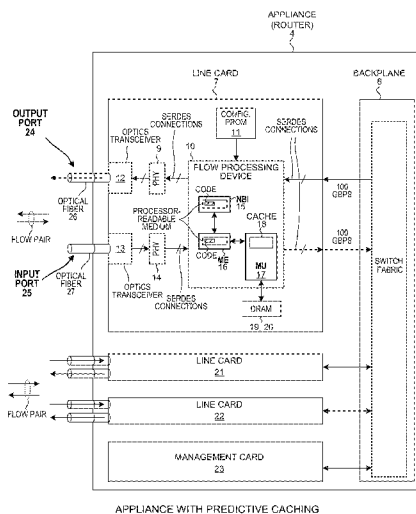 APPLIANCE
(ROUTER)
4
LINE CARD
7
BACKPLANE
SERDES
CONNECTIONS
CONFIG.
PROM
11
SERDES
CONNECTIONS
OUTPUT
PORT
24
OPTICS
TRANSCEIVER
9
10
FLOW PROCESSING
DEVICE
12
PHY
OPTICAL
FIBER
26
FLOW PAIR
PROCESSOR-
READABLE
MEDIUM
CODE
NBI
15
CACHE
18
100
GBPS
100
GBPS
SWITCH
FABRIC
INPUT
PORT
25
13
PHY
CODE
ME
16
MU
17
OPTICAL
FIBER
27
OPTICS
TRANSCEIVER
14
SERDES
CONNECTIONS
DRAM
19, 20
LINE CARD
21
FLOW
PAIR
LINE CARD
22
MANAGEMENT CARD
23
APPLIANCE WITH PREDICTIVE CACHING